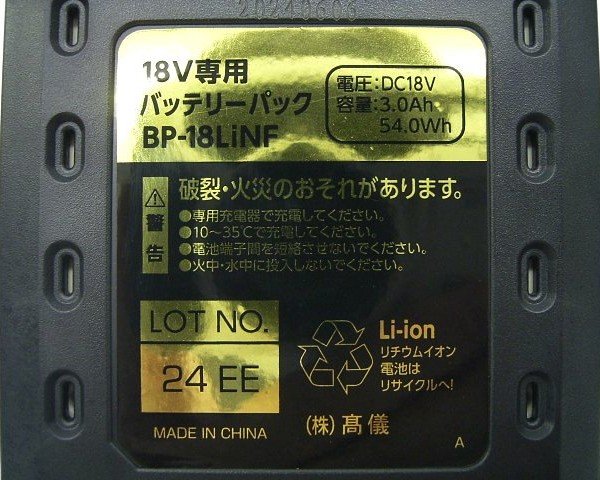 20240606
18V専用
バッテリーパック
BP-18LiNF
電圧:DC18V
容量:3.0Ah
54.0Wh
警告
破裂・火災のおそれがあります。
●専用充電器で充電してください。
●10〜35℃で充電してください。
●電池端子間を短絡させないでください。
●火中・水中に投入しないでください。
LOT NO.
24 EE
MADE IN CHINA
Li-ion
リチウムイオン
電池は
リサイクルへ!
(株)髙儀
A